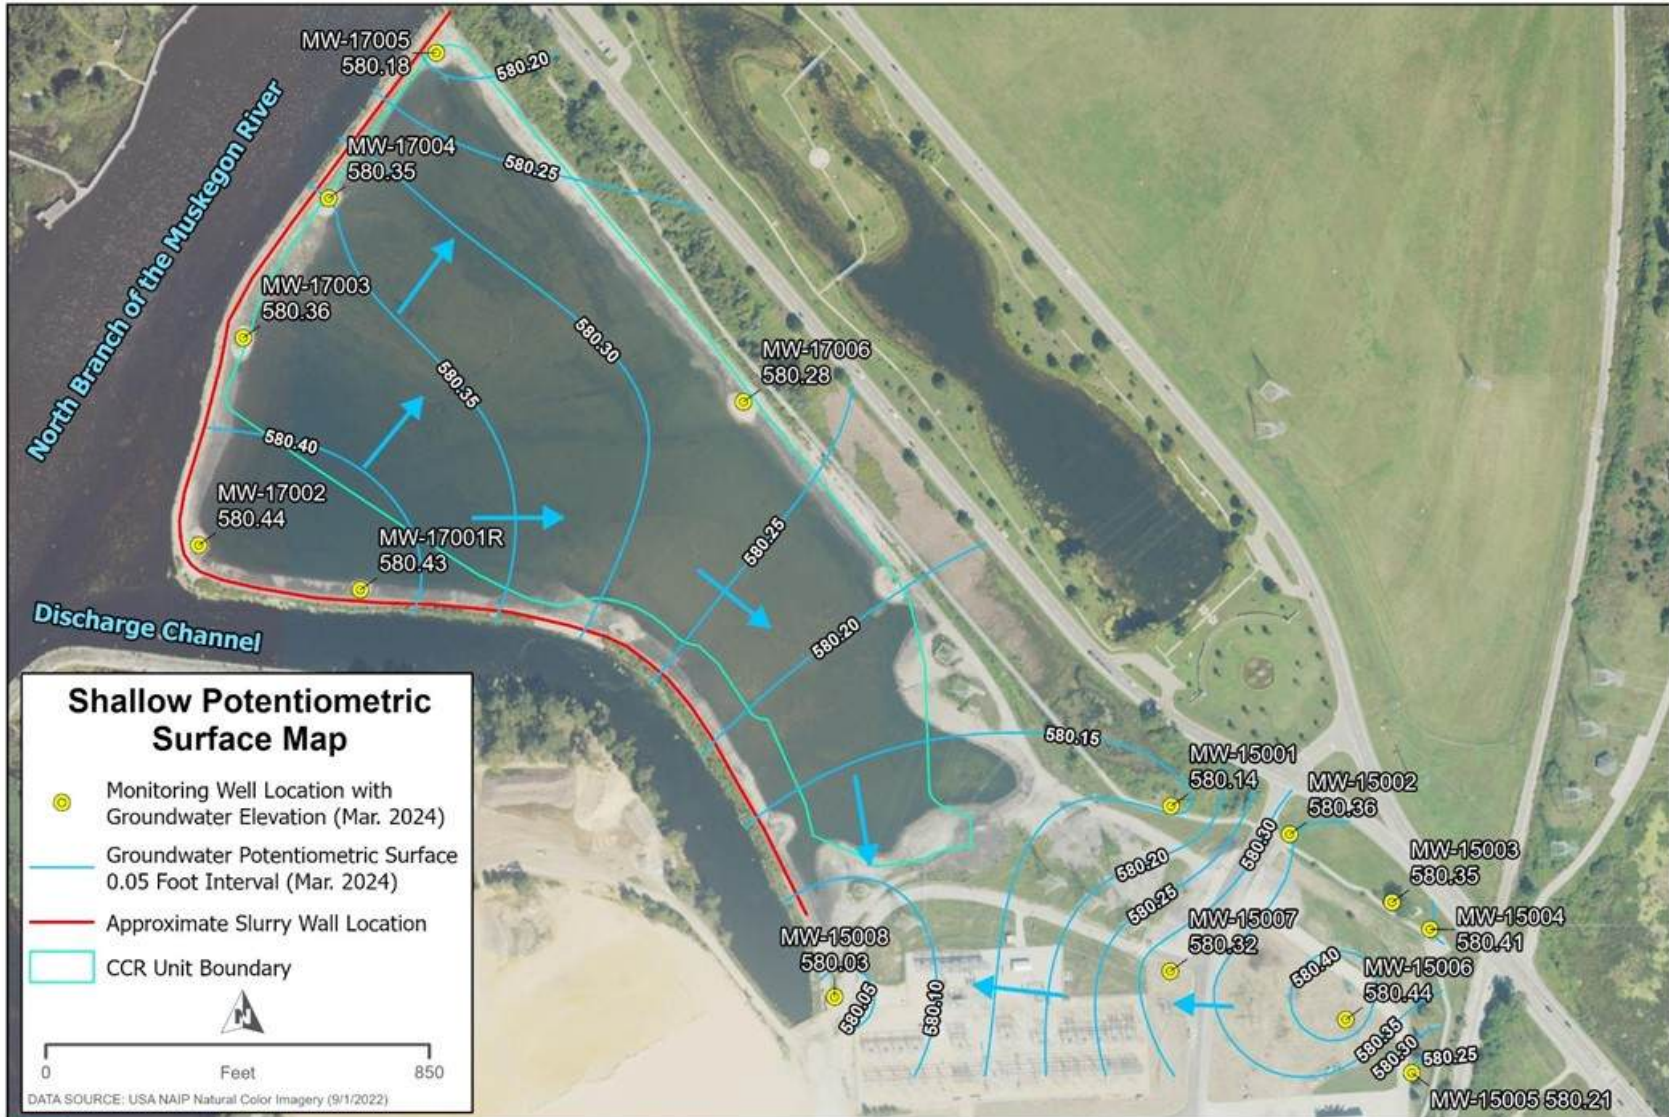 MW-17005
580.18
580.20
North Branch of the Muskegon River
MW-17004
580.35
580.25
MW-17003
580.36
580.30
580.35
MW-17006
580.28
580.40
MW-17002
580.44
MW-17001R
580.43
580.25
Discharge Channel
580.20
580.15
MW-15001
580.14
MW-15002
580.36
580.30
580.20
580.25
MW-15003
580.35
MW-15004
580.41
MW-15007
580.32
MW-15008
580.03
580.05
580.10
580.40
MW-15006
580.44
580.35
580.30
580.25
MW-15005 580.21
Shallow Potentiometric
Surface Map
Monitoring Well Location with
Groundwater Elevation (Mar. 2024)
Groundwater Potentiometric Surface
0.05 Foot Interval (Mar. 2024)
Approximate Slurry Wall Location
CCR Unit Boundary
N
0 Feet 850
DATA SOURCE: USA NAIP Natural Color Imagery (9/1/2022)